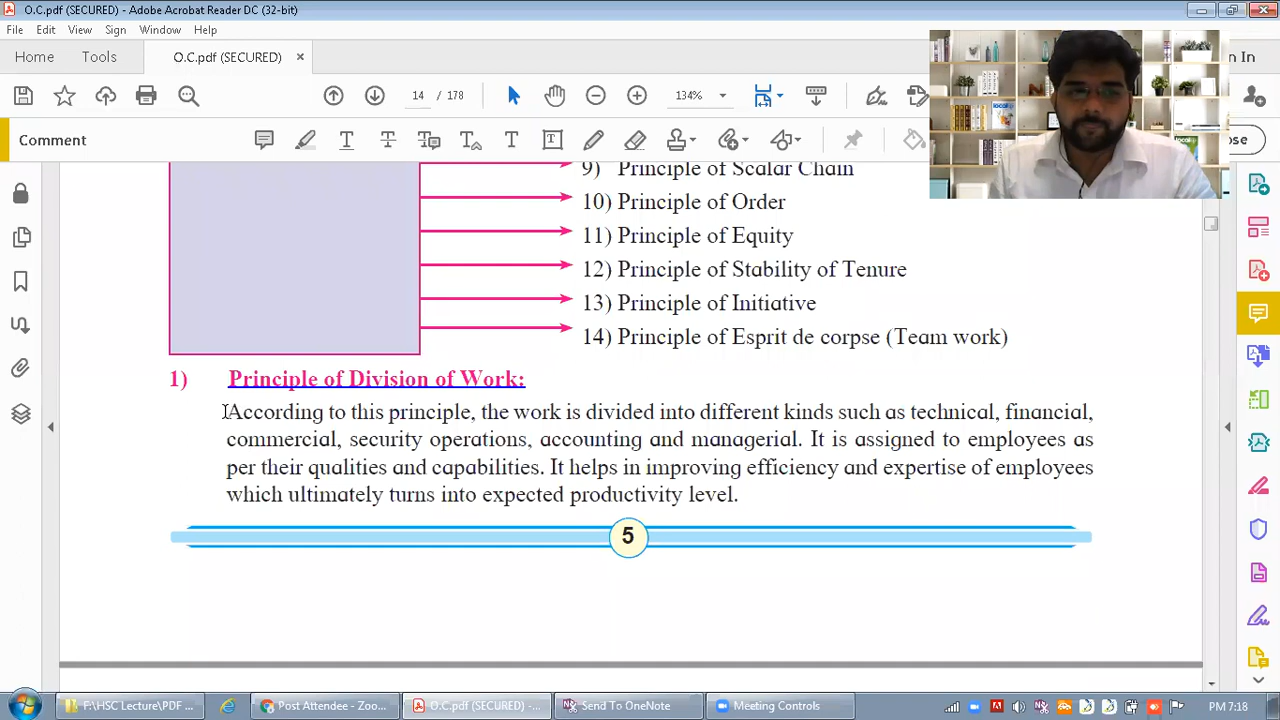 O.C.pdf (SECURED) - Adobe Acrobat Reader DC (32-bit)
File Edit View Sign Window Help
Home Tools O.C.pdf (SECURED) × In
14 / 178 134%
Comment
9) Principle of Scalar Chain
10) Principle of Order
11) Principle of Equity
12) Principle of Stability of Tenure
13) Principle of Initiative
14) Principle of Esprit de corpse (Team work)
1) Principle of Division of Work:
According to this principle, the work is divided into different kinds such as technical, financial,
commercial, security operations, accounting and managerial. It is assigned to employees as
per their qualities and capabilities. It helps in improving efficiency and expertise of employees
which ultimately turns into expected productivity level.
5
F:\HSC Lecture\PDF ... Post Attendee - Zoo... O.C.pdf (SECURED) -... Send To OneNote Meeting Controls PM 7:18